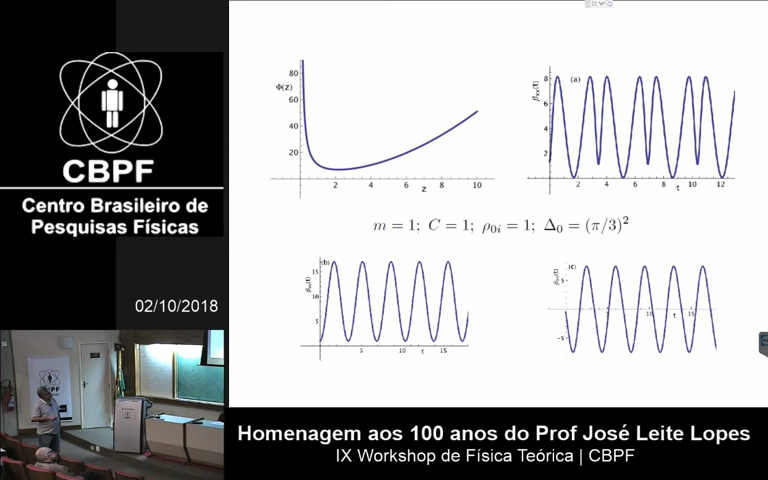 CBPF
Centro Brasileiro de
Pesquisas Físicas
02/10/2018
Φ(z)
80
60
40
20
2 4 6 8 10
z
(a)
8
6
4
2
2 4 6 8 10 12
t
m = 1; C = 1; ρ₀ᵢ = 1; Δ₀ = (π/3)²
(b)
15
10
5
5 10 15
t
(c)
5
-5
5 10 15
t
CBPF
Homenagem aos 100 anos do Prof José Leite Lopes
IX Workshop de Física Teórica | CBPF